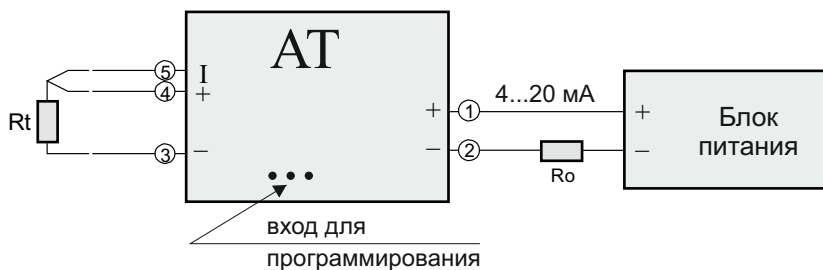 AT
5
I
4
+
Rt
3
−
+
1
4...20 мА
+
−
2
−
Ro
Блок
питания
вход для
программирования